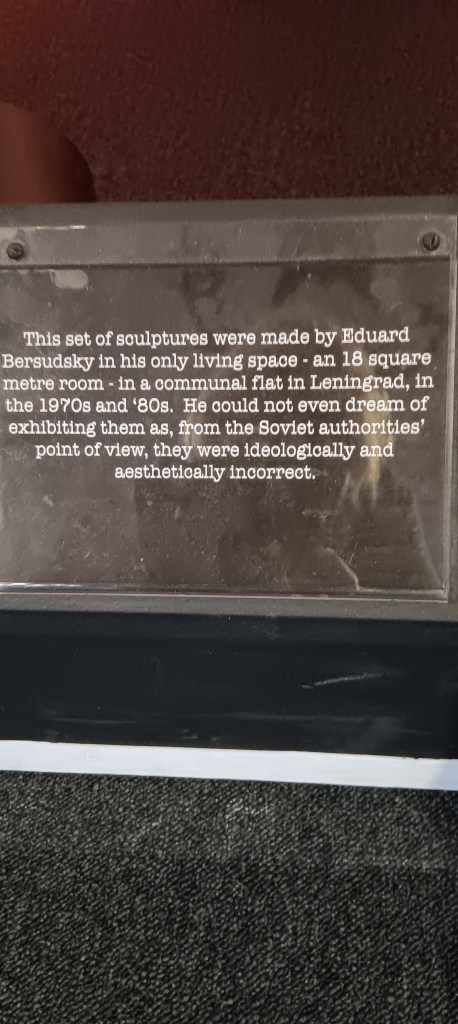 This set of sculptures were made by Eduard
Bersudsky in his only living space - an 18 square
metre room - in a communal flat in Leningrad, in
the 1970s and '80s.  He could not even dream of
exhibiting them as, from the Soviet authorities'
point of view, they were ideologically and
aesthetically incorrect.